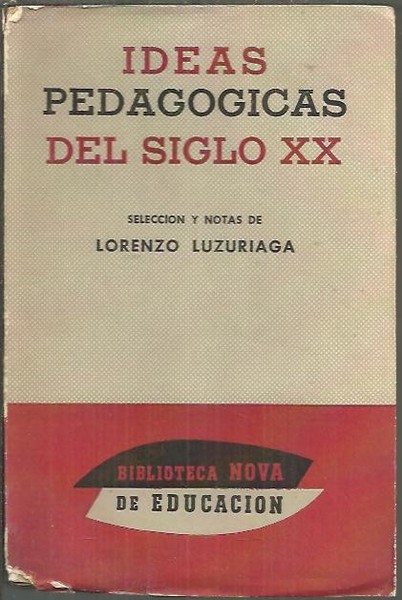 IDEAS
PEDAGOGICAS
DEL SIGLO XX
SELECCION Y NOTAS DE
LORENZO LUZURIAGA
BIBLIOTECA NOVA
DE EDUCACION